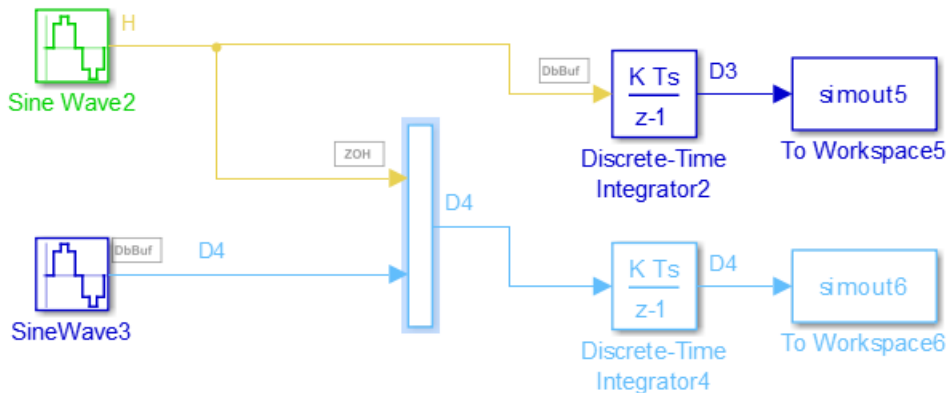 H
Sine Wave2
DbBuf
K Ts
z-1
D3
simout5
Discrete-Time
Integrator2
To Workspace5
ZOH
D4
DbBuf
D4
SineWave3
K Ts
z-1
D4
simout6
Discrete-Time
Integrator4
To Workspace6